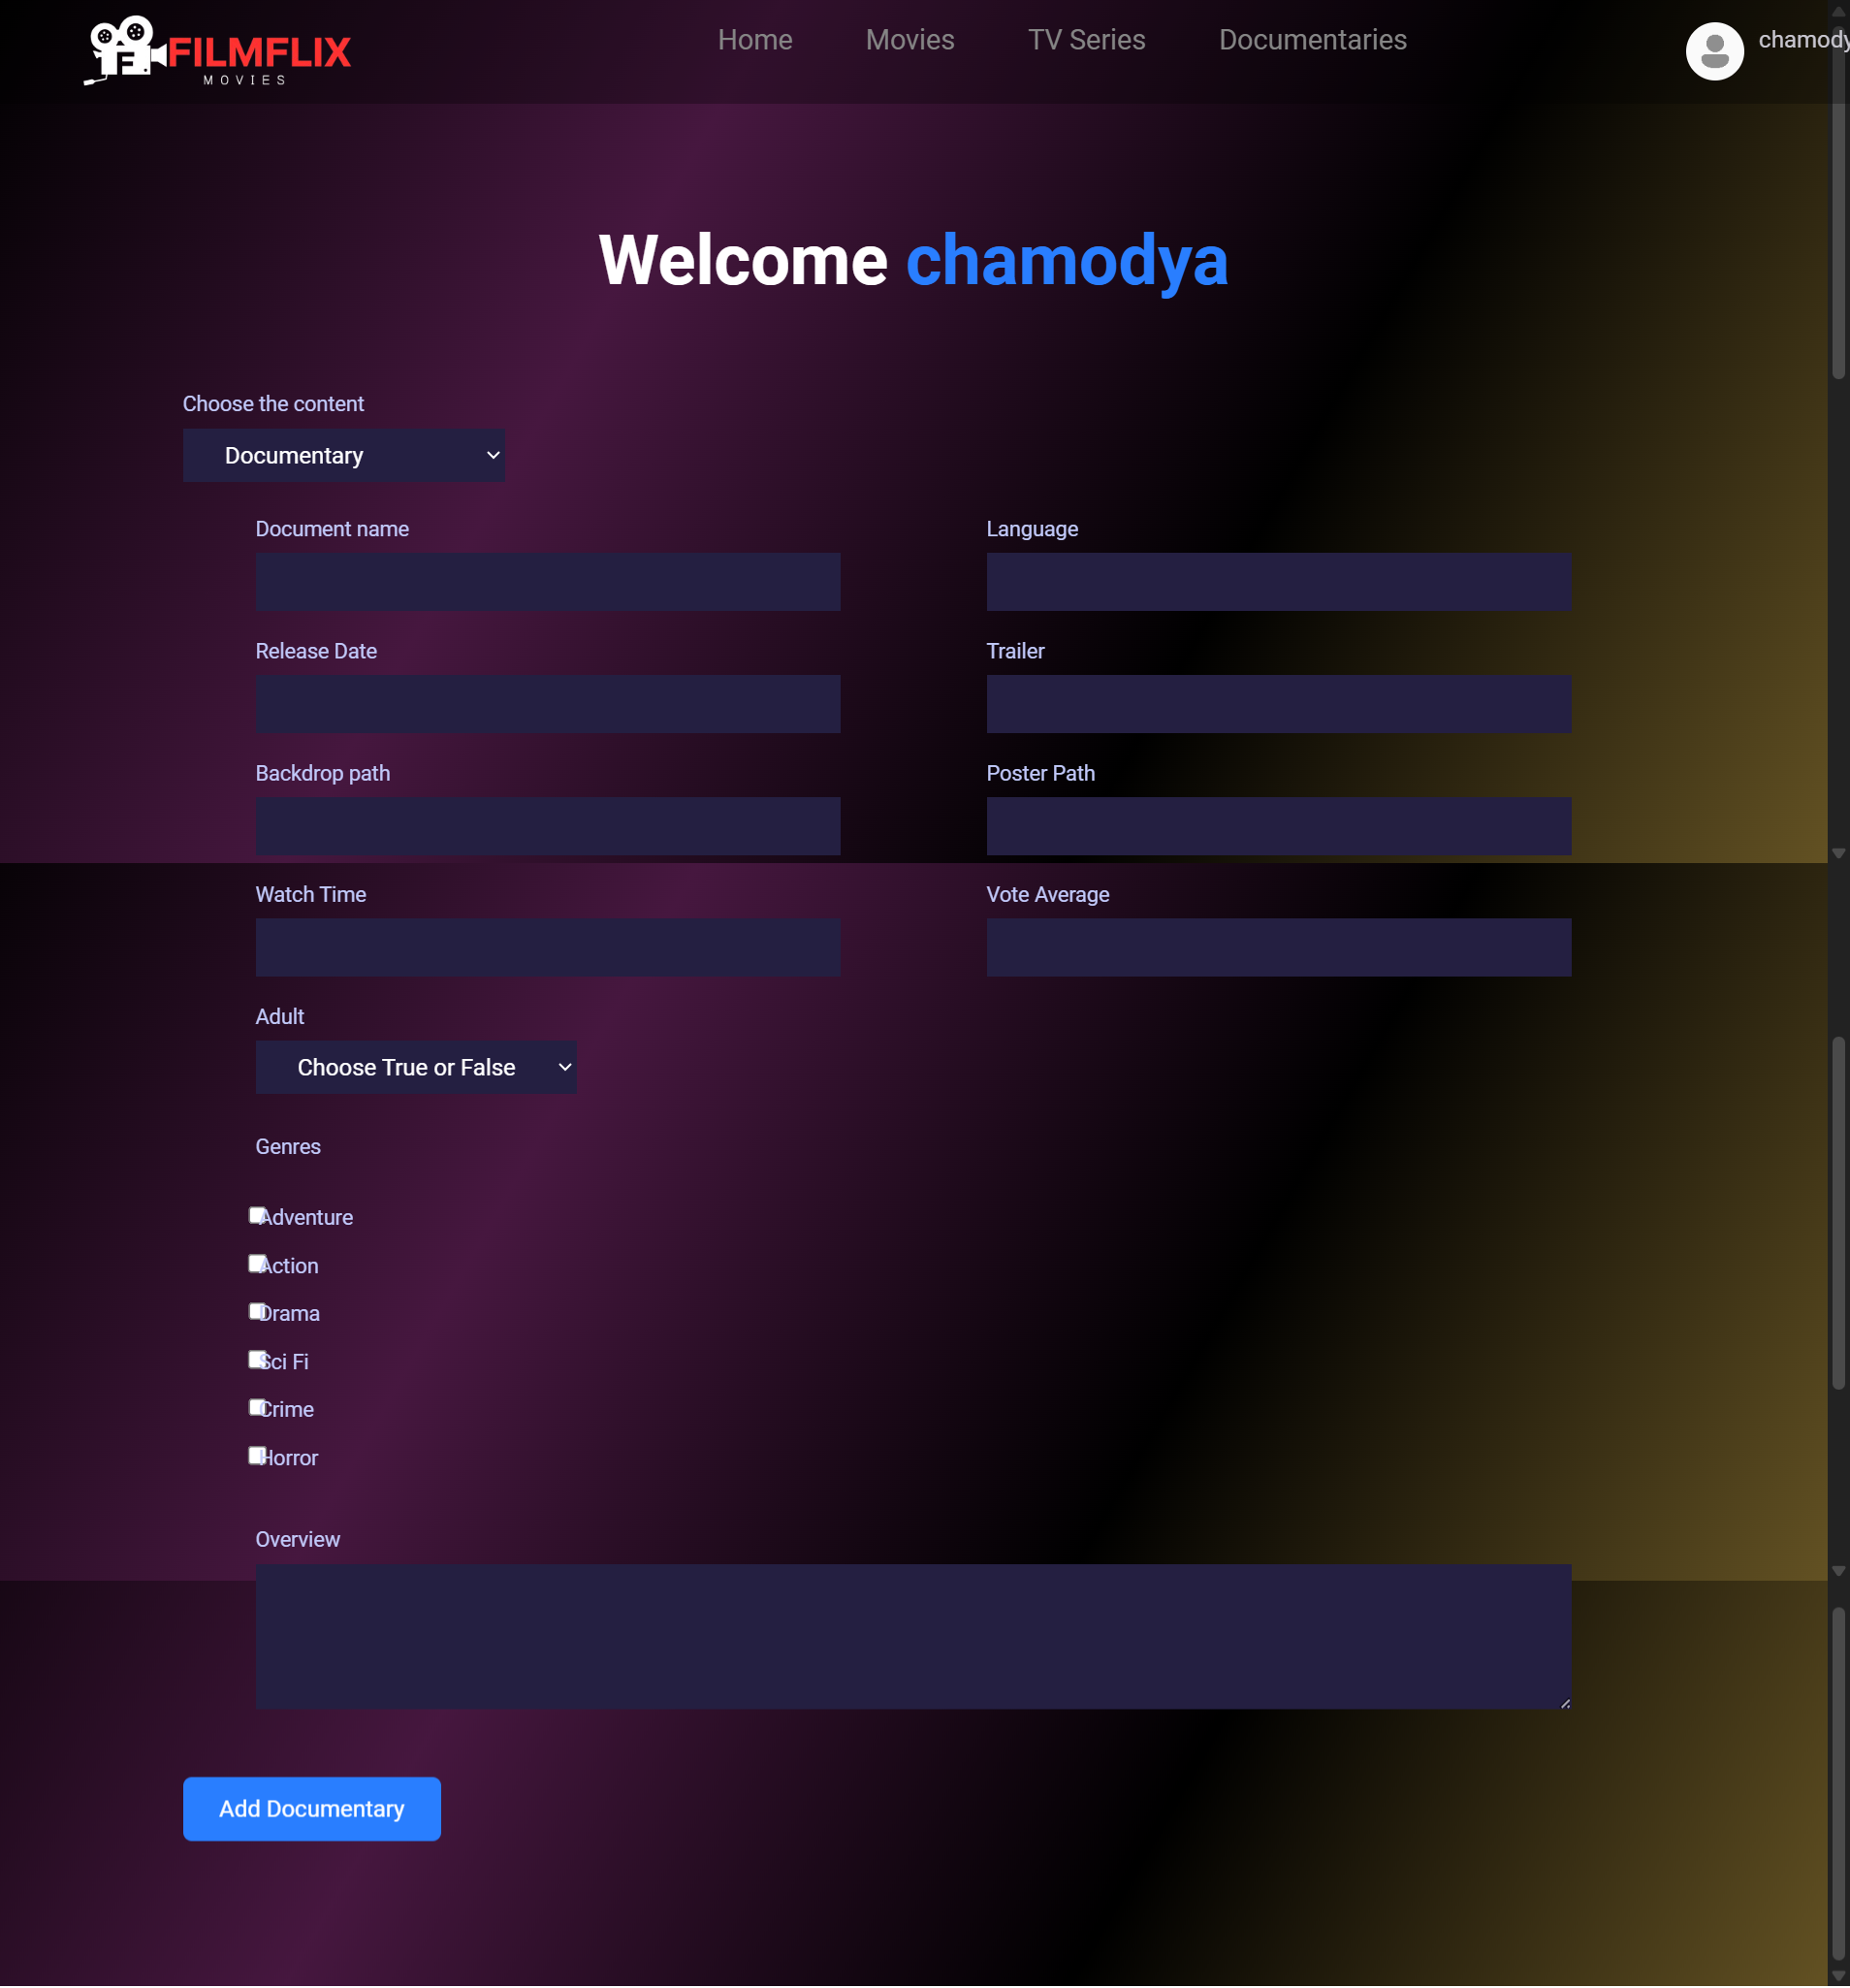 FILMFLIX
MOVIES
Home Movies TV Series Documentaries
chamody
Welcome chamodya
Choose the content
Documentary
Document name Language
Release Date Trailer
Backdrop path Poster Path
Watch Time Vote Average
Adult
Choose True or False
Genres
Adventure
Action
Drama
Sci Fi
Crime
Horror
Overview
Add Documentary